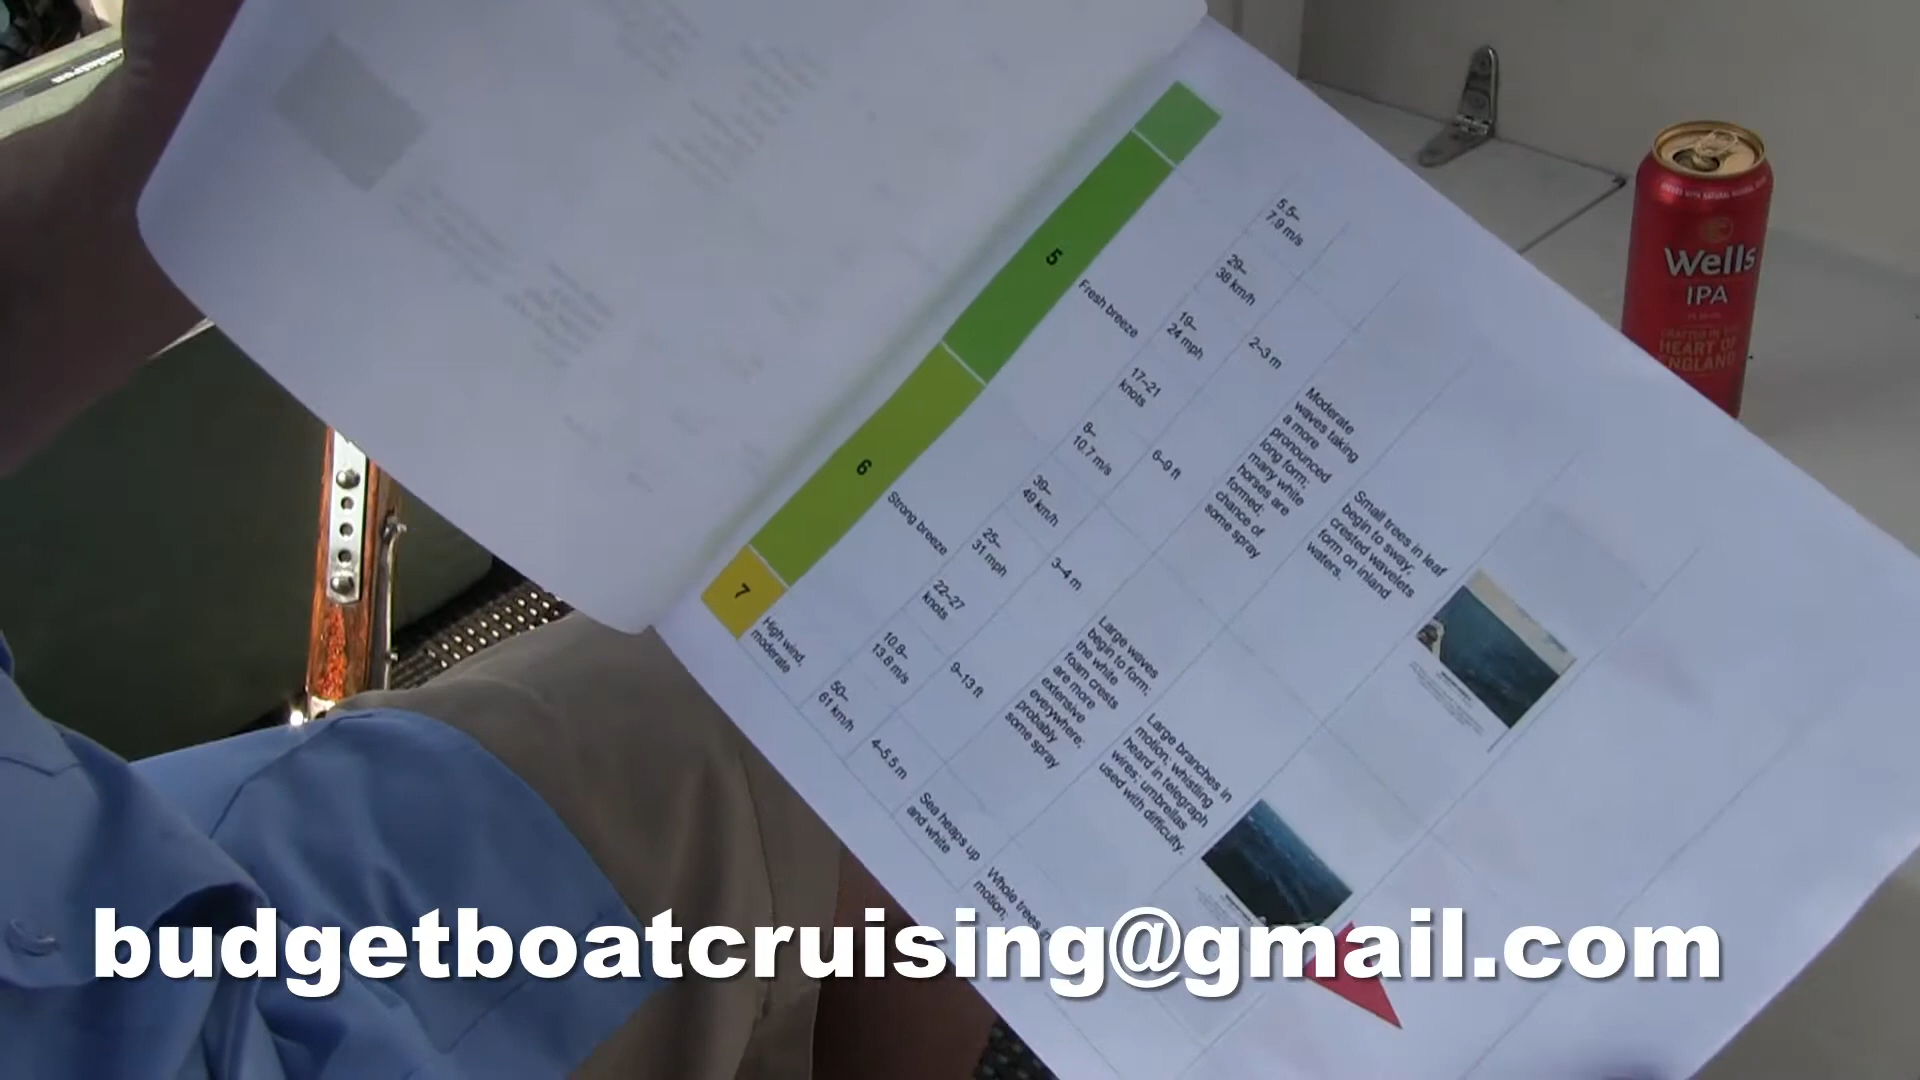 5
Fresh breeze
5.5–
7.9 m/s
29–
38 km/h
19–
24 mph
17–21
knots
2–3 m
6–9 ft
Moderate
waves taking
a more
pronounced
long form;
many white
horses are
formed;
chance of
some spray
Small trees in leaf
begin to sway;
crested wavelets
form on inland
waters.
6
Strong breeze
8–
10.7 m/s
39–
49 km/h
25–
31 mph
22–27
knots
3–4 m
9–13 ft
Large waves
begin to form;
the white
foam crests
are more
extensive
everywhere;
probably
some spray
Large branches in
motion; whistling
heard in telegraph
wires; umbrellas
used with difficulty.
7
High wind,
moderate
10.8–
13.8 m/s
50–
61 km/h
4–5.5 m
Sea heaps up
and white
Whole trees in
motion;
Wells
IPA
CRAFTED IN THE
HEART OF
ENGLAND
budgetboatcruising@gmail.com